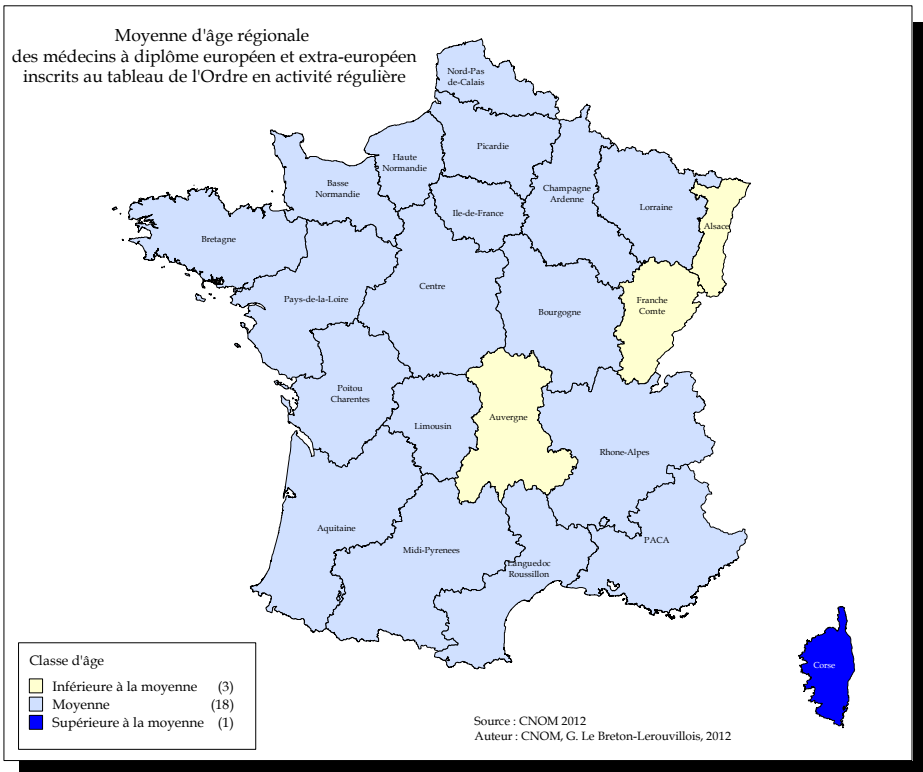 Moyenne d'âge régionale
des médecins à diplôme européen et extra-européen
inscrits au tableau de l'Ordre en activité régulière
Nord-Pas
de-Calais
Picardie
Haute
Normandie
Basse
Normandie
Champagne
Ardenne
Lorraine
Alsace
Ile-de-France
Bretagne
Pays-de-la-Loire
Centre
Bourgogne
Franche
Comte
Poitou
Charentes
Limousin
Auvergne
Rhone-Alpes
Aquitaine
Midi-Pyrenees
Languedoc
Roussillon
PACA
Corse
Classe d'âge
Inférieure à la moyenne (3)
Moyenne (18)
Supérieure à la moyenne (1)
Source : CNOM 2012
Auteur : CNOM, G. Le Breton-Lerouvillois, 2012